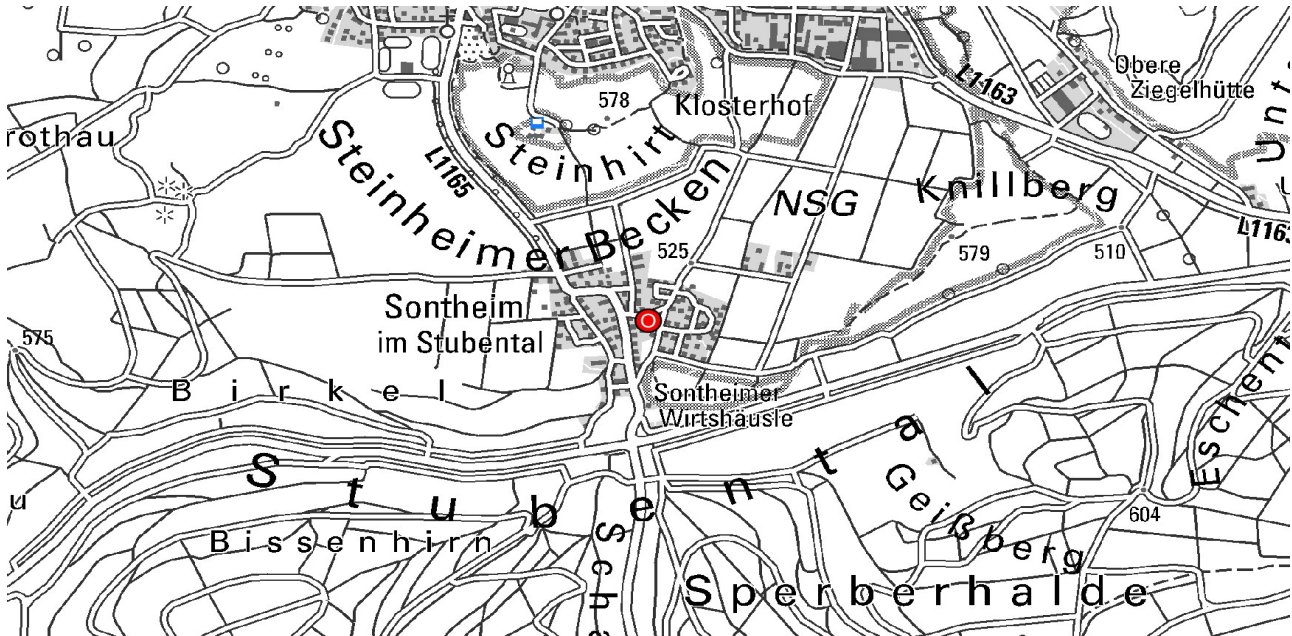 Obere
Ziegelhütte
L1163
578
Klosterhof
rothau
Steinhirt
L1165
Steinheimer Becken
Knillberg
NSG
L1163
525
579
510
Sontheim
im Stubental
575
Birkel
Sontheimer
Wirtshäusle
Stubental
Geißberg
604
Bissenhirn
Sperberhalde